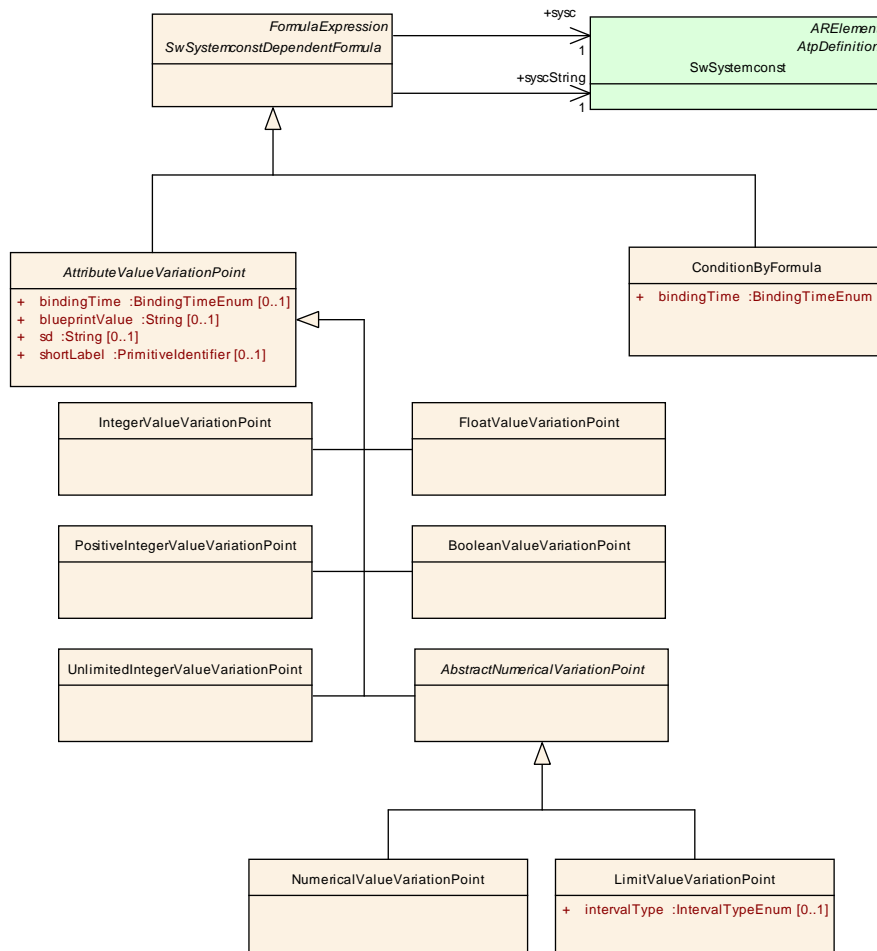 FormulaExpression
SwSystemconstDependentFormula
+sysc
1
+syscString
1
ARElemen
AtpDefinition
SwSystemconst
AttributeValueVariationPoint
+ bindingTime :BindingTimeEnum [0..1]
+ blueprintValue :String [0..1]
+ sd :String [0..1]
+ shortLabel :PrimitiveIdentifier [0..1]
ConditionByFormula
+ bindingTime :BindingTimeEnum
IntegerValueVariationPoint
FloatValueVariationPoint
PositiveIntegerValueVariationPoint
BooleanValueVariationPoint
UnlimitedIntegerValueVariationPoint
AbstractNumericalVariationPoint
NumericalValueVariationPoint
LimitValueVariationPoint
+ intervalType :IntervalTypeEnum [0..1]